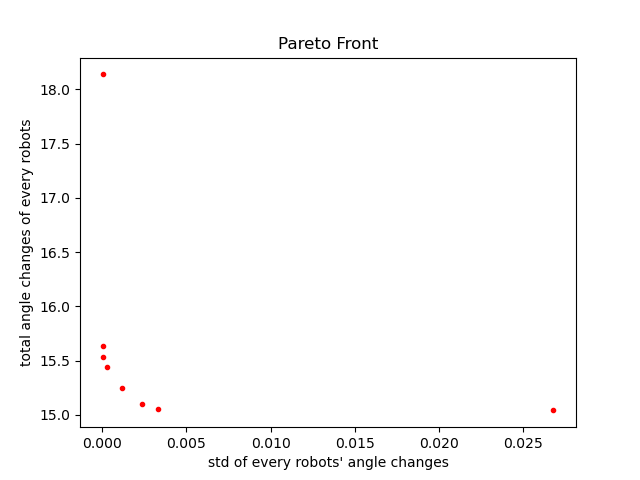 Pareto Front
total angle changes of every robots
18.0
17.5
17.0
16.5
16.0
15.5
15.0
0.000 0.005 0.010 0.015 0.020 0.025
std of every robots' angle changes